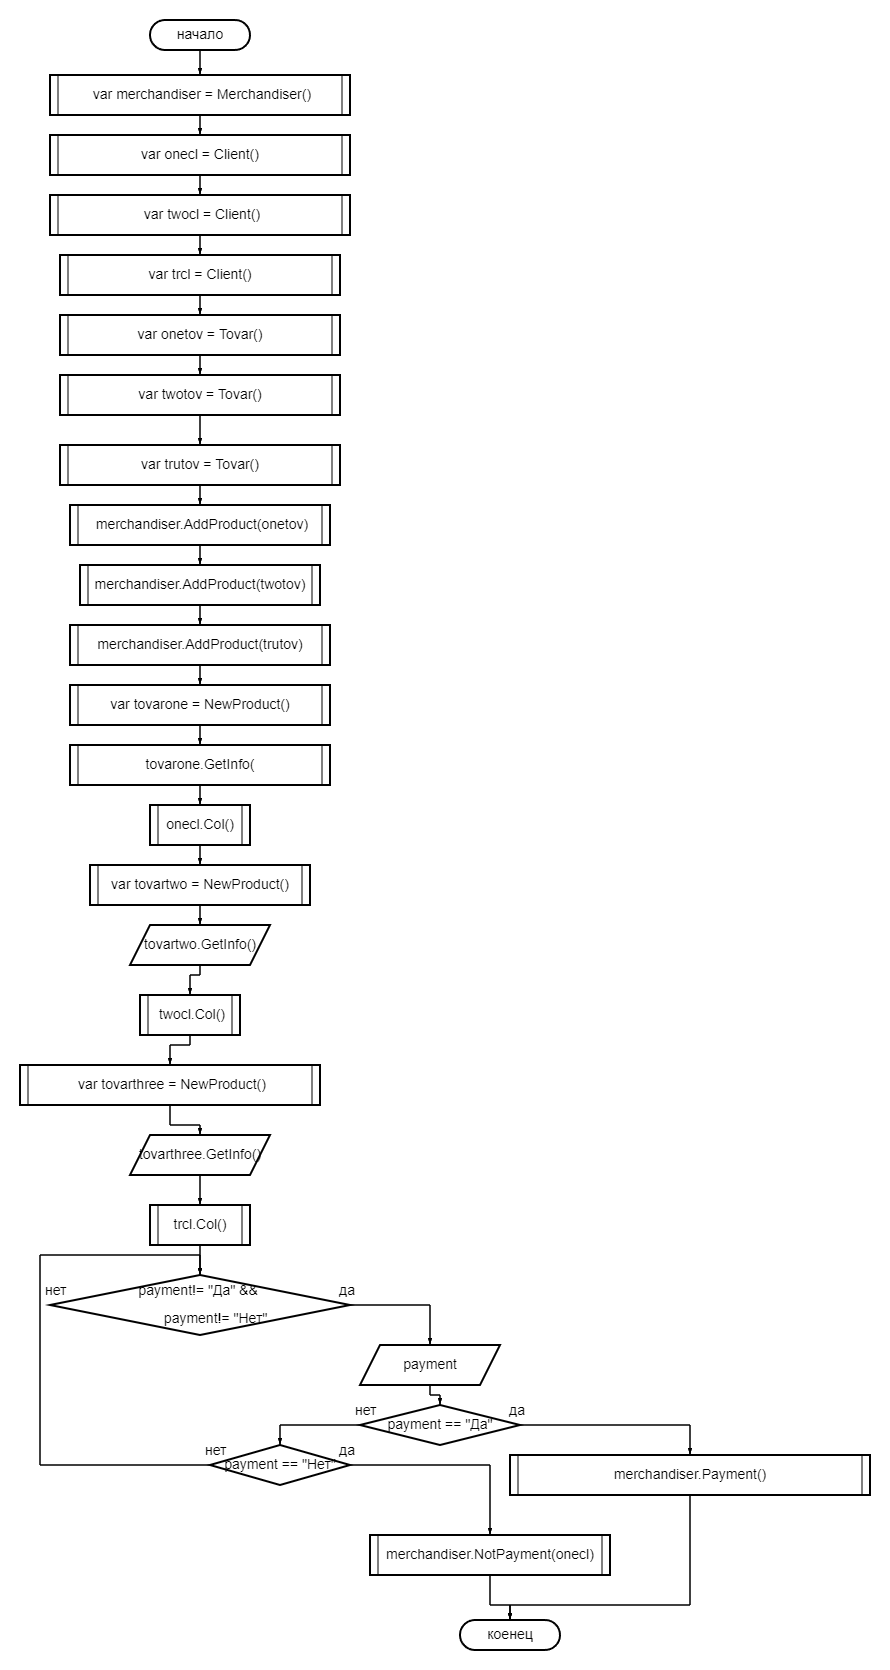 начало
var merchandiser = Merchandiser()
var onecl = Client()
var twocl = Client()
var trcl = Client()
var onetov = Tovar()
var twotov = Tovar()
var trutov = Tovar()
merchandiser.AddProduct(onetov)
merchandiser.AddProduct(twotov)
merchandiser.AddProduct(trutov)
var tovarone = NewProduct()
tovarone.GetInfo(
onecl.Col()
var tovartwo = NewProduct()
tovartwo.GetInfo()
twocl.Col()
var tovarthree = NewProduct()
tovarthree.GetInfo()
trcl.Col()
нет
payment!= "Да" &&
payment!= "Нет"
да
payment
нет
payment == "Да"
да
нет
payment == "Нет"
да
merchandiser.Payment()
merchandiser.NotPayment(onecl)
коенец